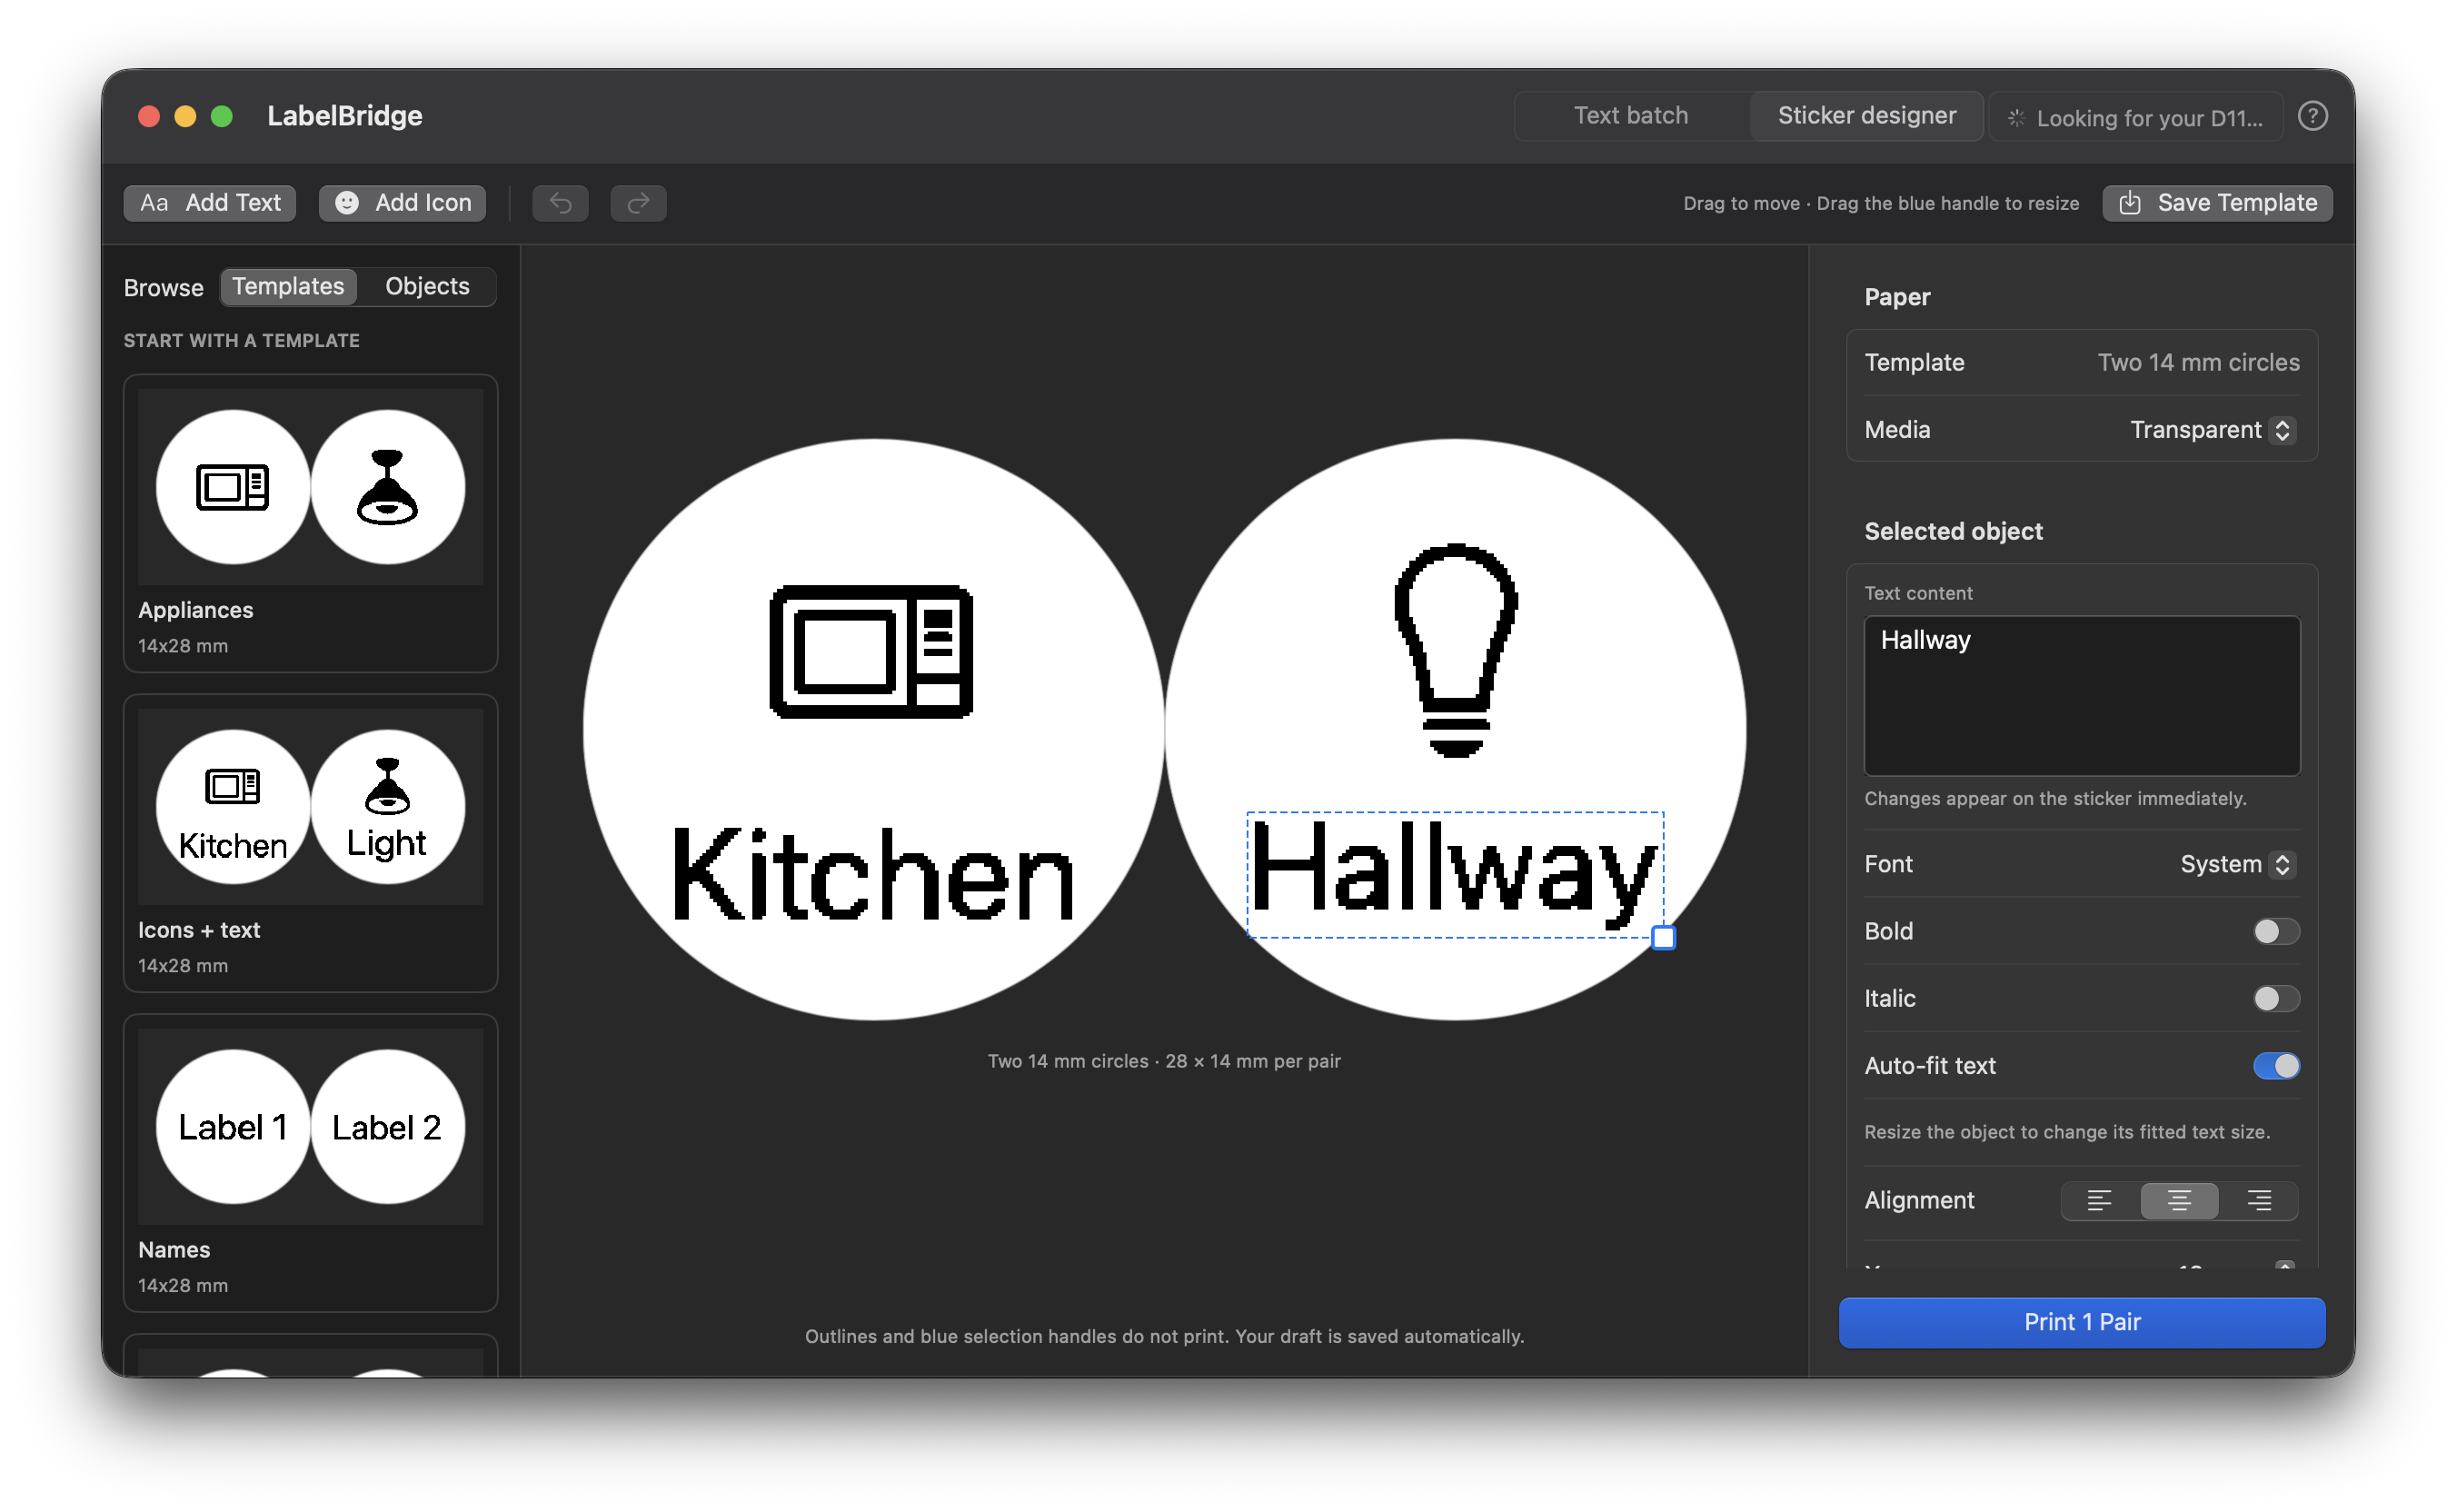 LabelBridge
Text batch
Sticker designer
Looking for your D11...
?
Aa Add Text
Add Icon
Drag to move · Drag the blue handle to resize
Save Template
Browse
Templates
Objects
START WITH A TEMPLATE
Appliances
14x28 mm
Kitchen
Light
Icons + text
14x28 mm
Label 1
Label 2
Names
14x28 mm
Kitchen
Hallway
Two 14 mm circles · 28 × 14 mm per pair
Outlines and blue selection handles do not print. Your draft is saved automatically.
Paper
Template
Two 14 mm circles
Media
Transparent
Selected object
Text content
Hallway
Changes appear on the sticker immediately.
Font
System
Bold
Italic
Auto-fit text
Resize the object to change its fitted text size.
Alignment
Print 1 Pair